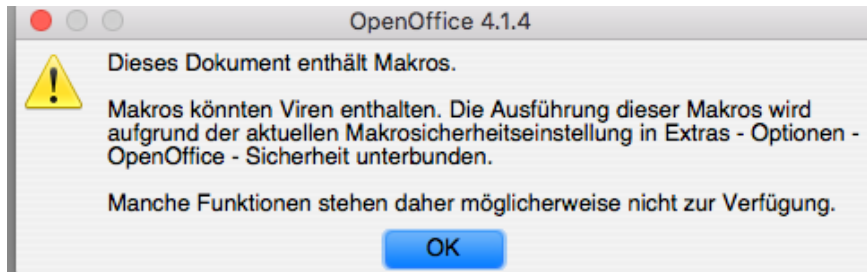 OpenOffice 4.1.4
Dieses Dokument enthält Makros.
Makros könnten Viren enthalten. Die Ausführung dieser Makros wird
aufgrund der aktuellen Makrosicherheitseinstellung in Extras - Optionen -
OpenOffice - Sicherheit unterbunden.
Manche Funktionen stehen daher möglicherweise nicht zur Verfügung.
OK